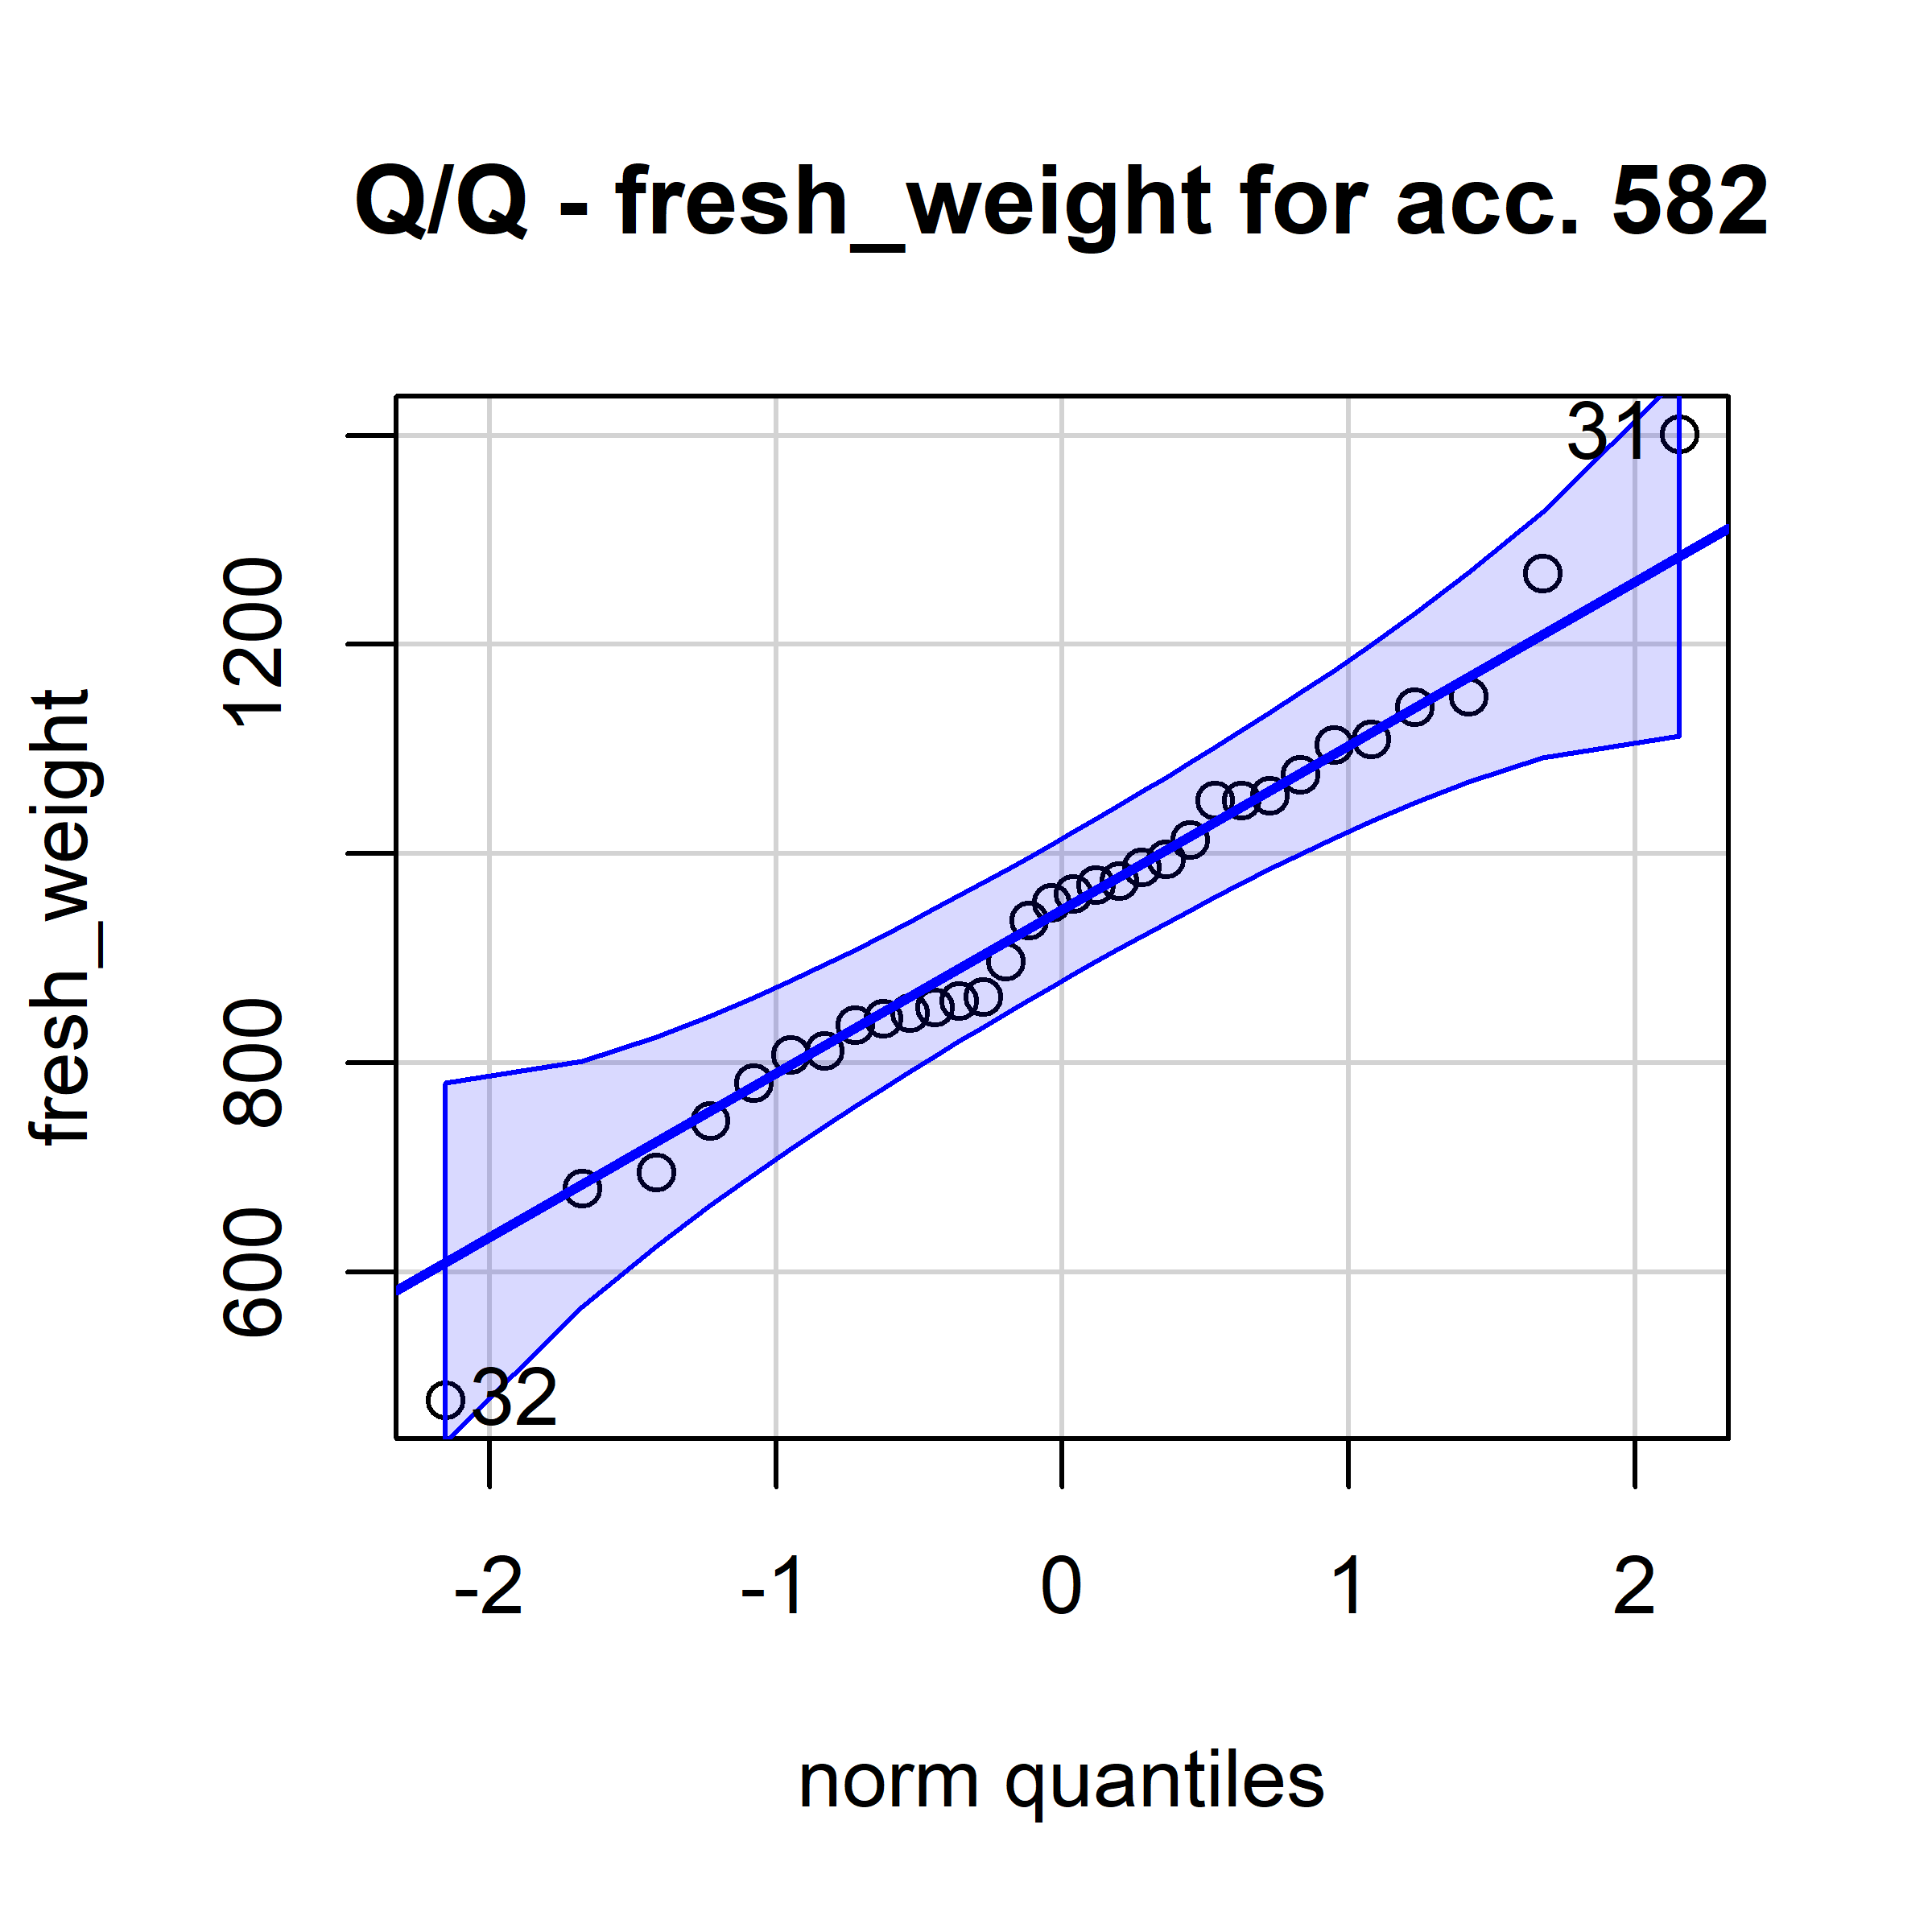 Q/Q - fresh_weight for acc. 582
fresh_weight
1200
800
600
31
32
-2 -1 0 1 2
norm quantiles